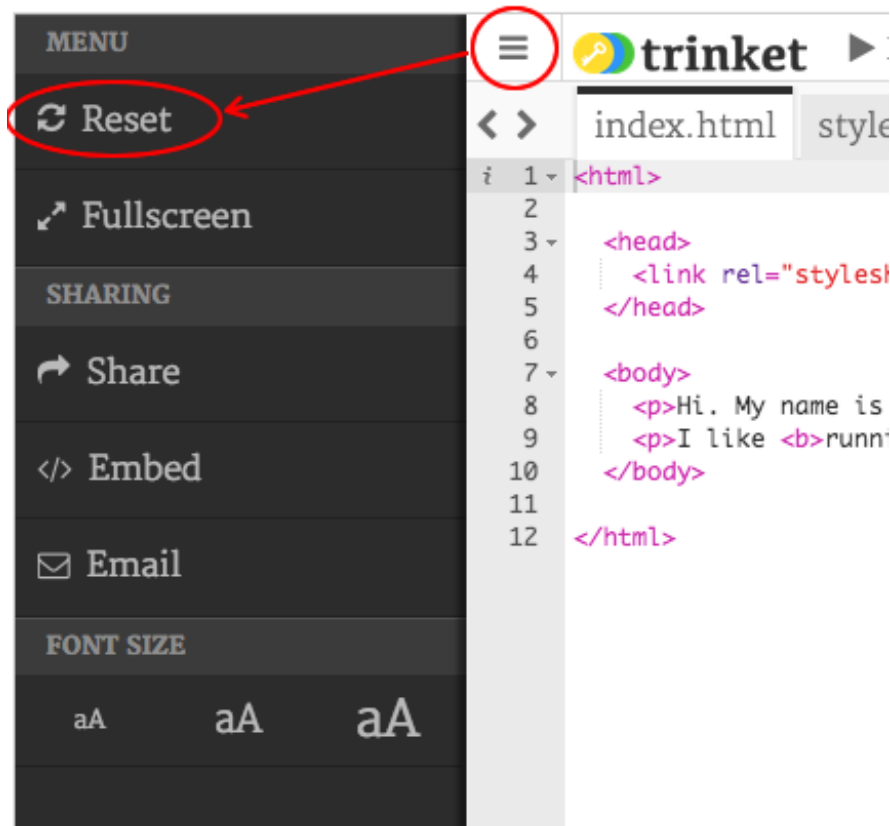 MENU
Reset
Fullscreen
SHARING
Share
</> Embed
Email
FONT SIZE
aA aA aA
trinket
index.html style
i 1 <html>
2
3 <head>
4 <link rel="stylesh
5 </head>
6
7 <body>
8 <p>Hi. My name is
9 <p>I like <b>runni
10 </body>
11
12 </html>